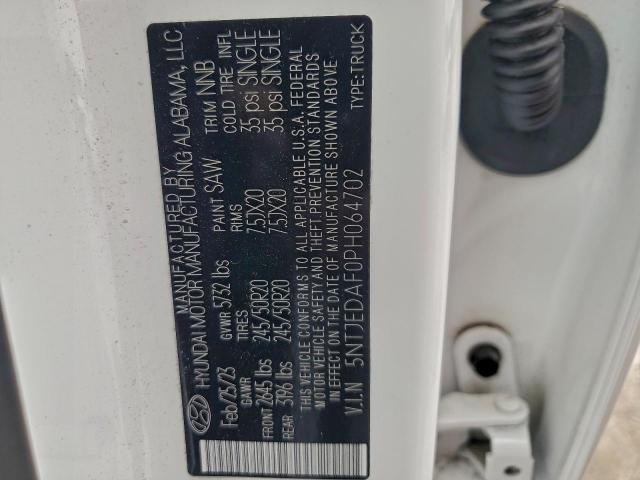 MANUFACTURED BY
HYUNDAI MOTOR MANUFACTURING ALABAMA, LLC
Feb/25/23 GVWR 5732 lbs PAINT SAW TRIM NNB
GAWR TIRES RIMS COLD TIRE INFL
FRONT 2645 lbs 245/50R20 7.5JX20 35 psi SINGLE
REAR 3196 lbs 245/50R20 7.5JX20 35 psi SINGLE
THIS VEHICLE CONFORMS TO ALL APPLICABLE U.S.A. FEDERAL
MOTOR VEHICLE SAFETY AND THEFT PREVENTION STANDARDS
IN EFFECT ON THE DATE OF MANUFACTURE SHOWN ABOVE.
V.I.N 5NTJEDAF0PH064702 TYPE:TRUCK